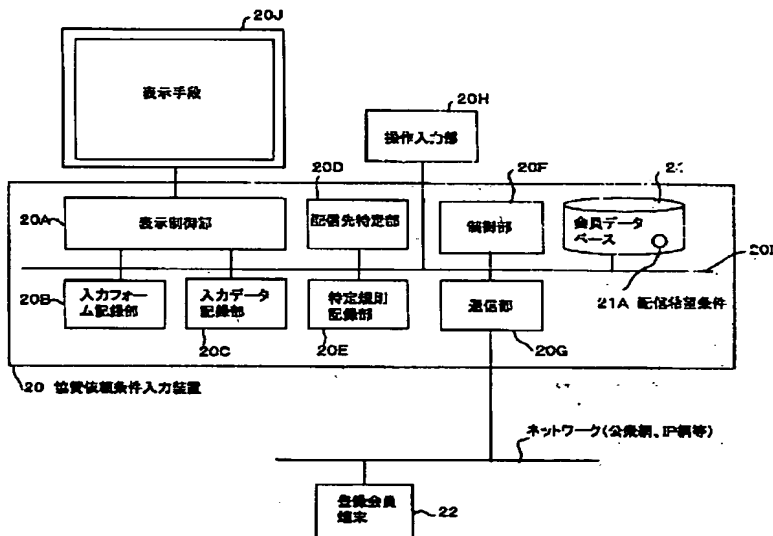 20J
表示手段
20H
操作入力部
20D
20F
20A
表示制御部
配信先特定部
制御部
会員データ
ベース
20I
20B
入力フォー
ム記録部
入力データ
記録部
特定規則
記録部
通信部
21A 配信希望条件
20C
20E
20G
20 協賛依頼条件入力装置
ネットワーク(公衆網、IP網等)
登録会員
端末
22